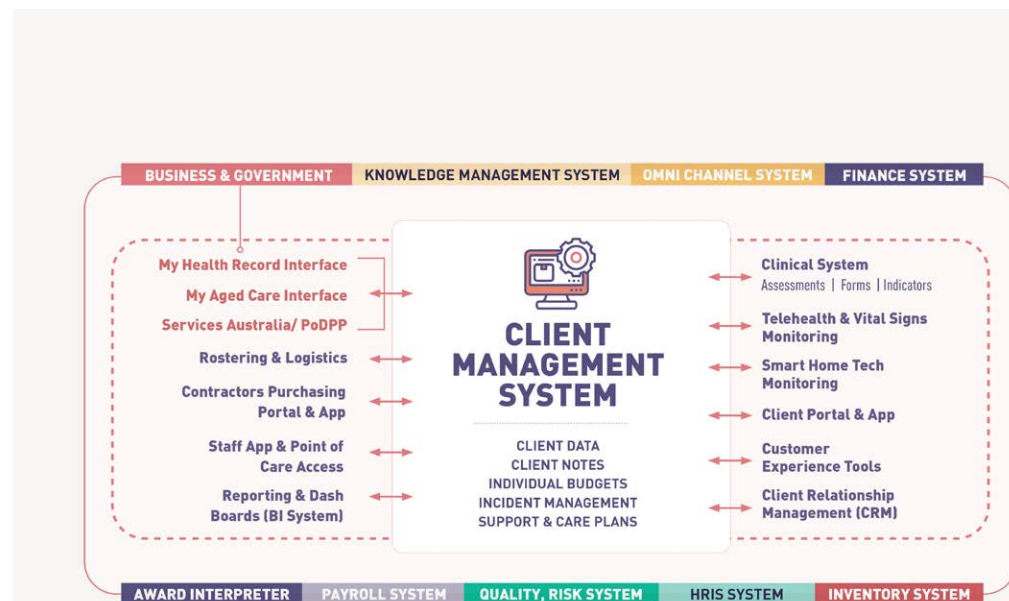 BUSINESS & GOVERNMENT
KNOWLEDGE MANAGEMENT SYSTEM
OMNI CHANNEL SYSTEM
FINANCE SYSTEM
My Health Record Interface
My Aged Care Interface
Services Australia/ PoDPP
Rostering & Logistics
Contractors Purchasing
Portal & App
Staff App & Point of
Care Access
Reporting & Dash
Boards (BI System)
CLIENT
MANAGEMENT
SYSTEM
CLIENT DATA
CLIENT NOTES
INDIVIDUAL BUDGETS
INCIDENT MANAGEMENT
SUPPORT & CARE PLANS
Clinical System
Assessments | Forms | Indicators
Telehealth & Vital Signs
Monitoring
Smart Home Tech
Monitoring
Client Portal & App
Customer
Experience Tools
Client Relationship
Management (CRM)
AWARD INTERPRETER
PAYROLL SYSTEM
QUALITY, RISK SYSTEM
HRIS SYSTEM
INVENTORY SYSTEM